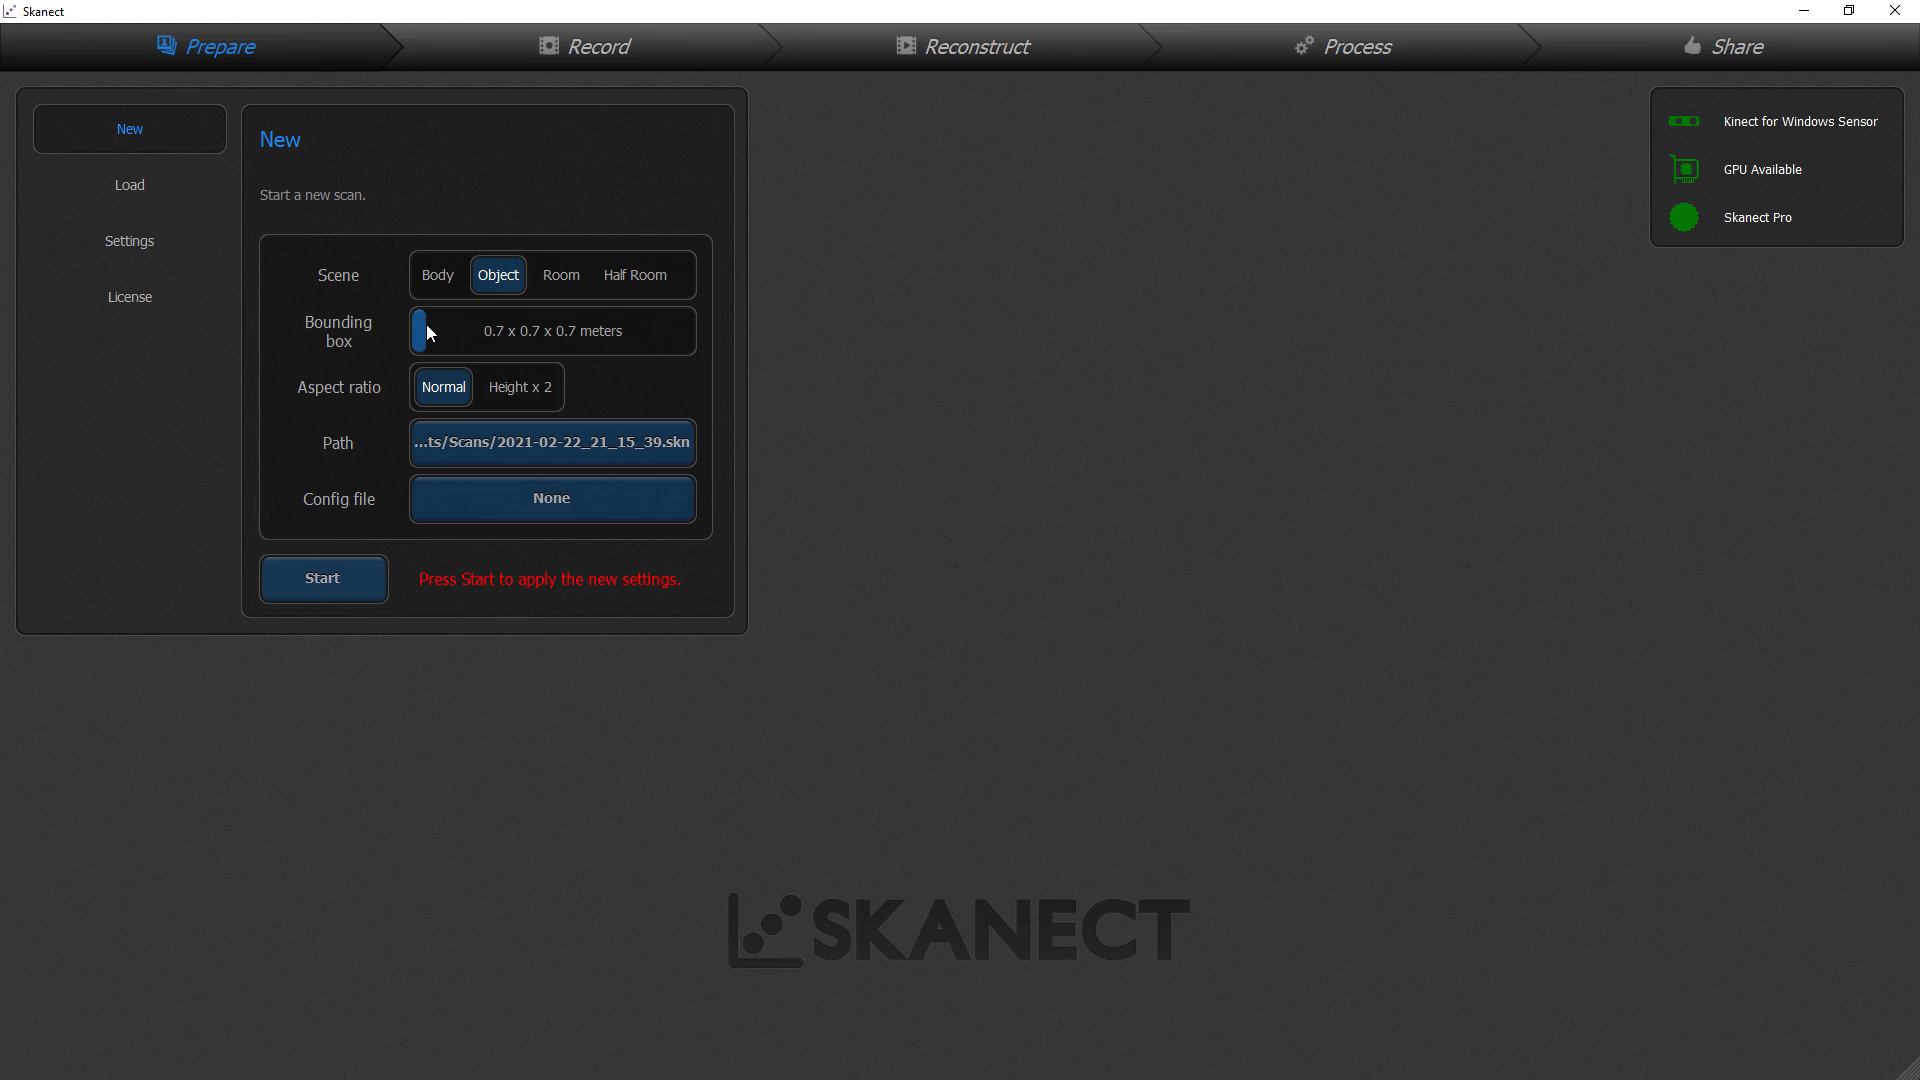 Skanect
Prepare
Record
Reconstruct
Process
Share
New
Load
Settings
License
New
Start a new scan.
Scene
Body Object Room Half Room
Bounding
box
0.7 x 0.7 x 0.7 meters
Aspect ratio
Normal Height x 2
Path
...ts/Scans/2021-02-22_21_15_39.skn
Config file
None
Start
Press Start to apply the new settings.
Kinect for Windows Sensor
GPU Available
Skanect Pro
SKANECT